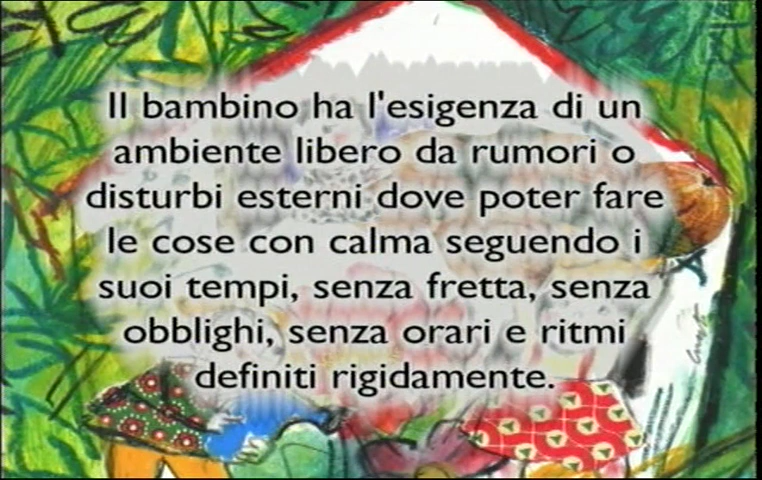 Il bambino ha l'esigenza di un
ambiente libero da rumori o
disturbi esterni dove poter fare
le cose con calma seguendo i
suoi tempi, senza fretta, senza
obblighi, senza orari e ritmi
definiti rigidamente.